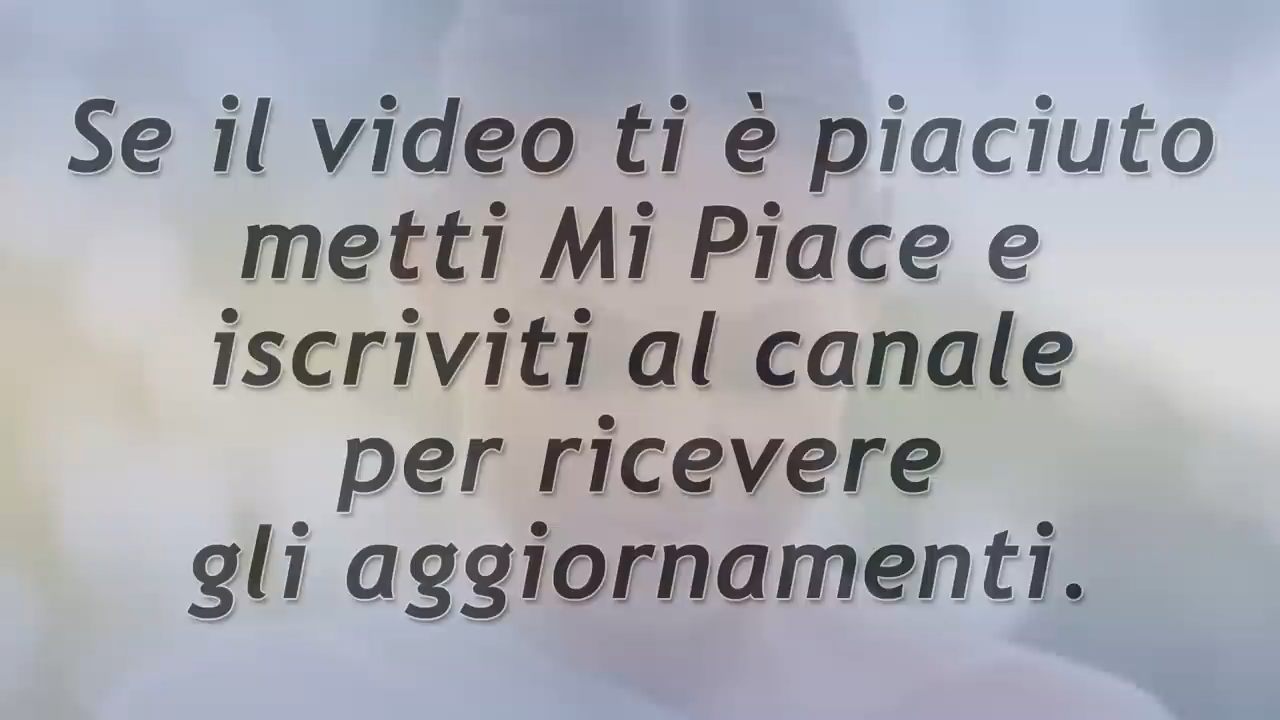 Se il video ti è piaciuto
metti Mi Piace e
iscriviti al canale
per ricevere
gli aggiornamenti.